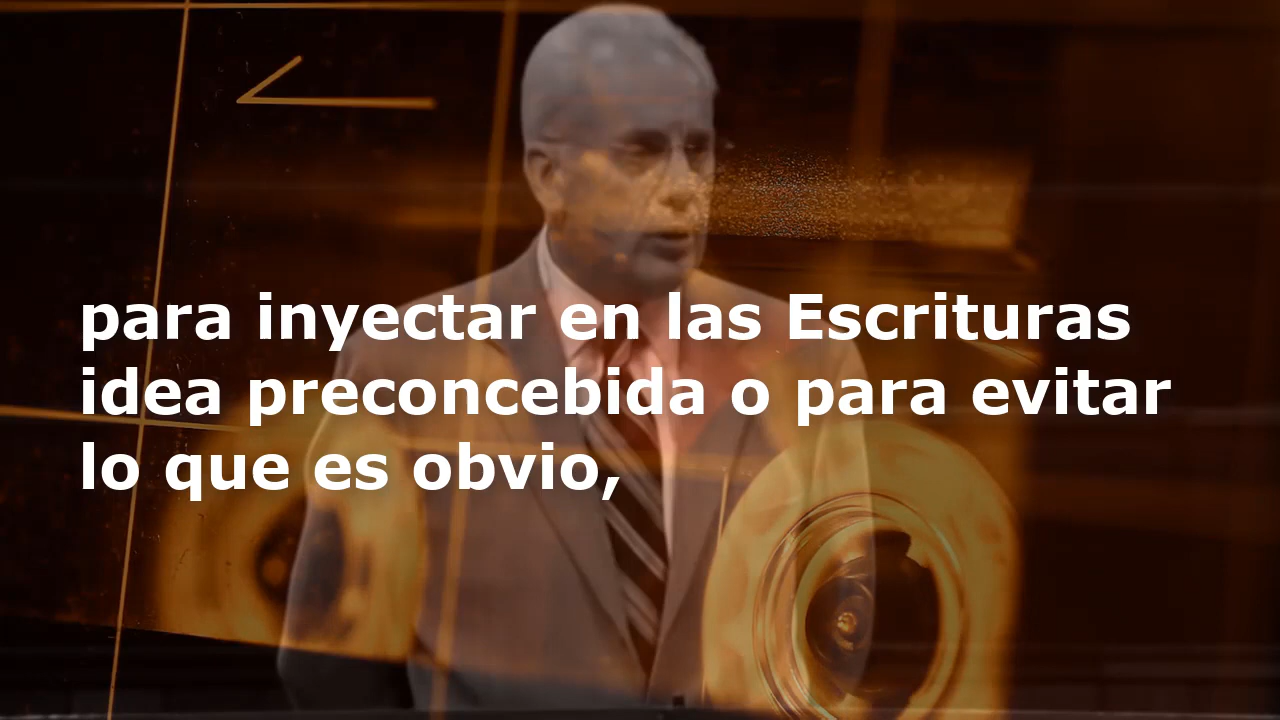 para inyectar en las Escrituras
idea preconcebida o para evitar
lo que es obvio,